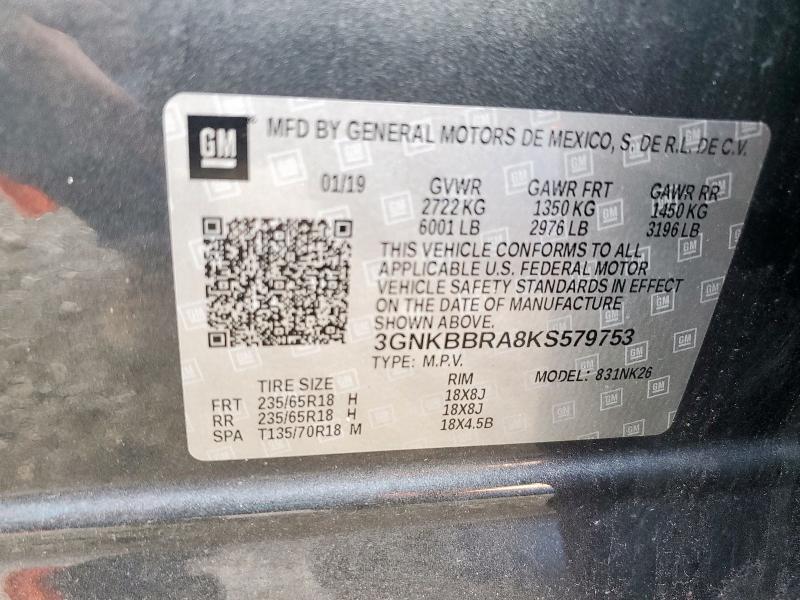 GM
MFD BY GENERAL MOTORS DE MEXICO, S. DE R.L. DE C.V.
01/19 GVWR GAWR FRT GAWR RR
2722 KG 1350 KG 1450 KG
6001 LB 2976 LB 3196 LB
THIS VEHICLE CONFORMS TO ALL
APPLICABLE U.S. FEDERAL MOTOR
VEHICLE SAFETY STANDARDS IN EFFECT
ON THE DATE OF MANUFACTURE
SHOWN ABOVE.
3GNKBBRA8KS579753
TYPE: M.P.V. MODEL: 831NK26
TIRE SIZE RIM
FRT 235/65R18 H 18X8J
RR 235/65R18 H 18X8J
SPA T135/70R18 M 18X4.5B